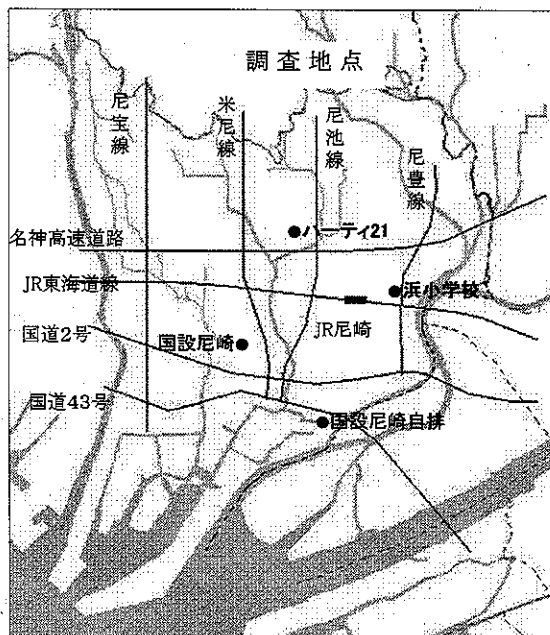 調査地点
尼宝線
米尼線
尼池線
尼豊線
ハーティ21
名神高速道路
JR東海道線
浜小学校
国道2号
国設尼崎
JR尼崎
国道43号
国設尼崎自排